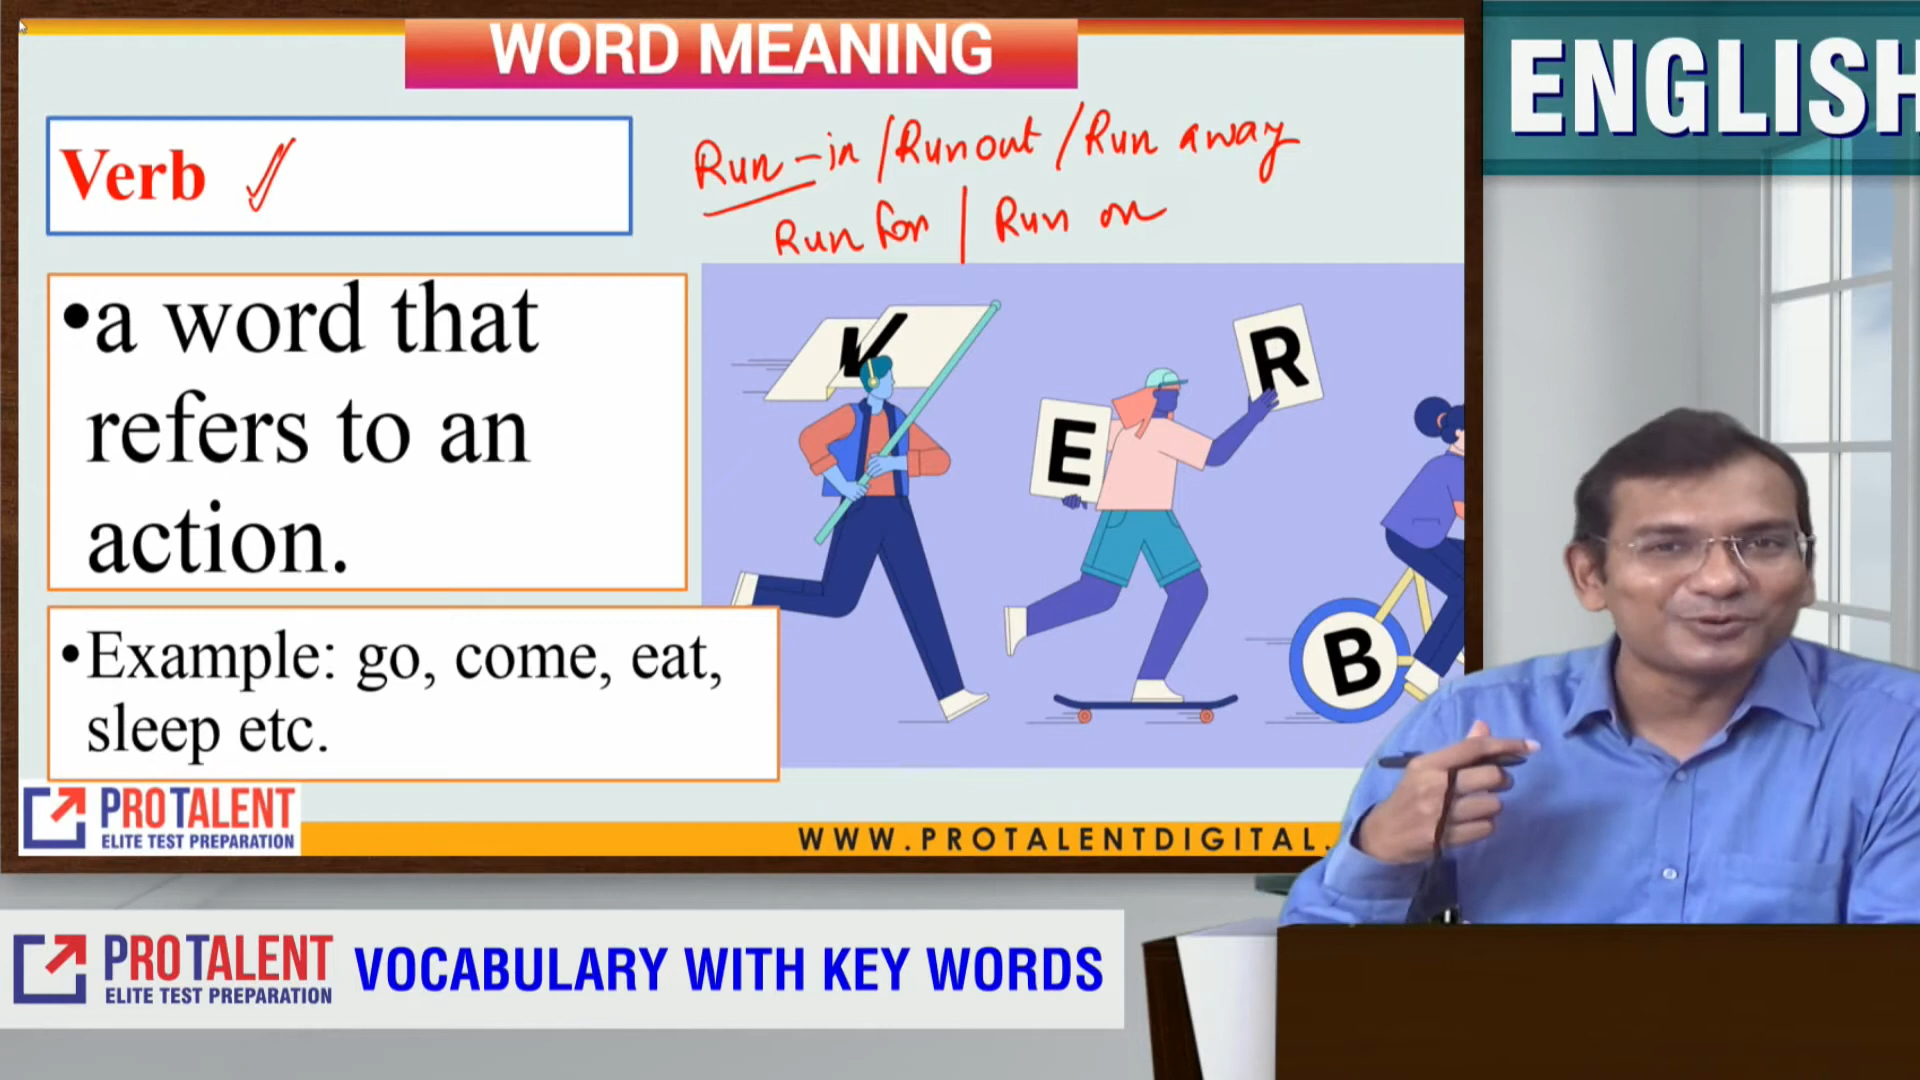 WORD MEANING
ENGLISH
Verb
Run-in / Run out / Run away
Run for | Run on
•a word that
refers to an
action.
V
E
R
B
•Example: go, come, eat,
sleep etc.
PROTALENT
ELITE TEST PREPARATION
WWW.PROTALENTDIGITAL.
PROTALENT
ELITE TEST PREPARATION
VOCABULARY WITH KEY WORDS